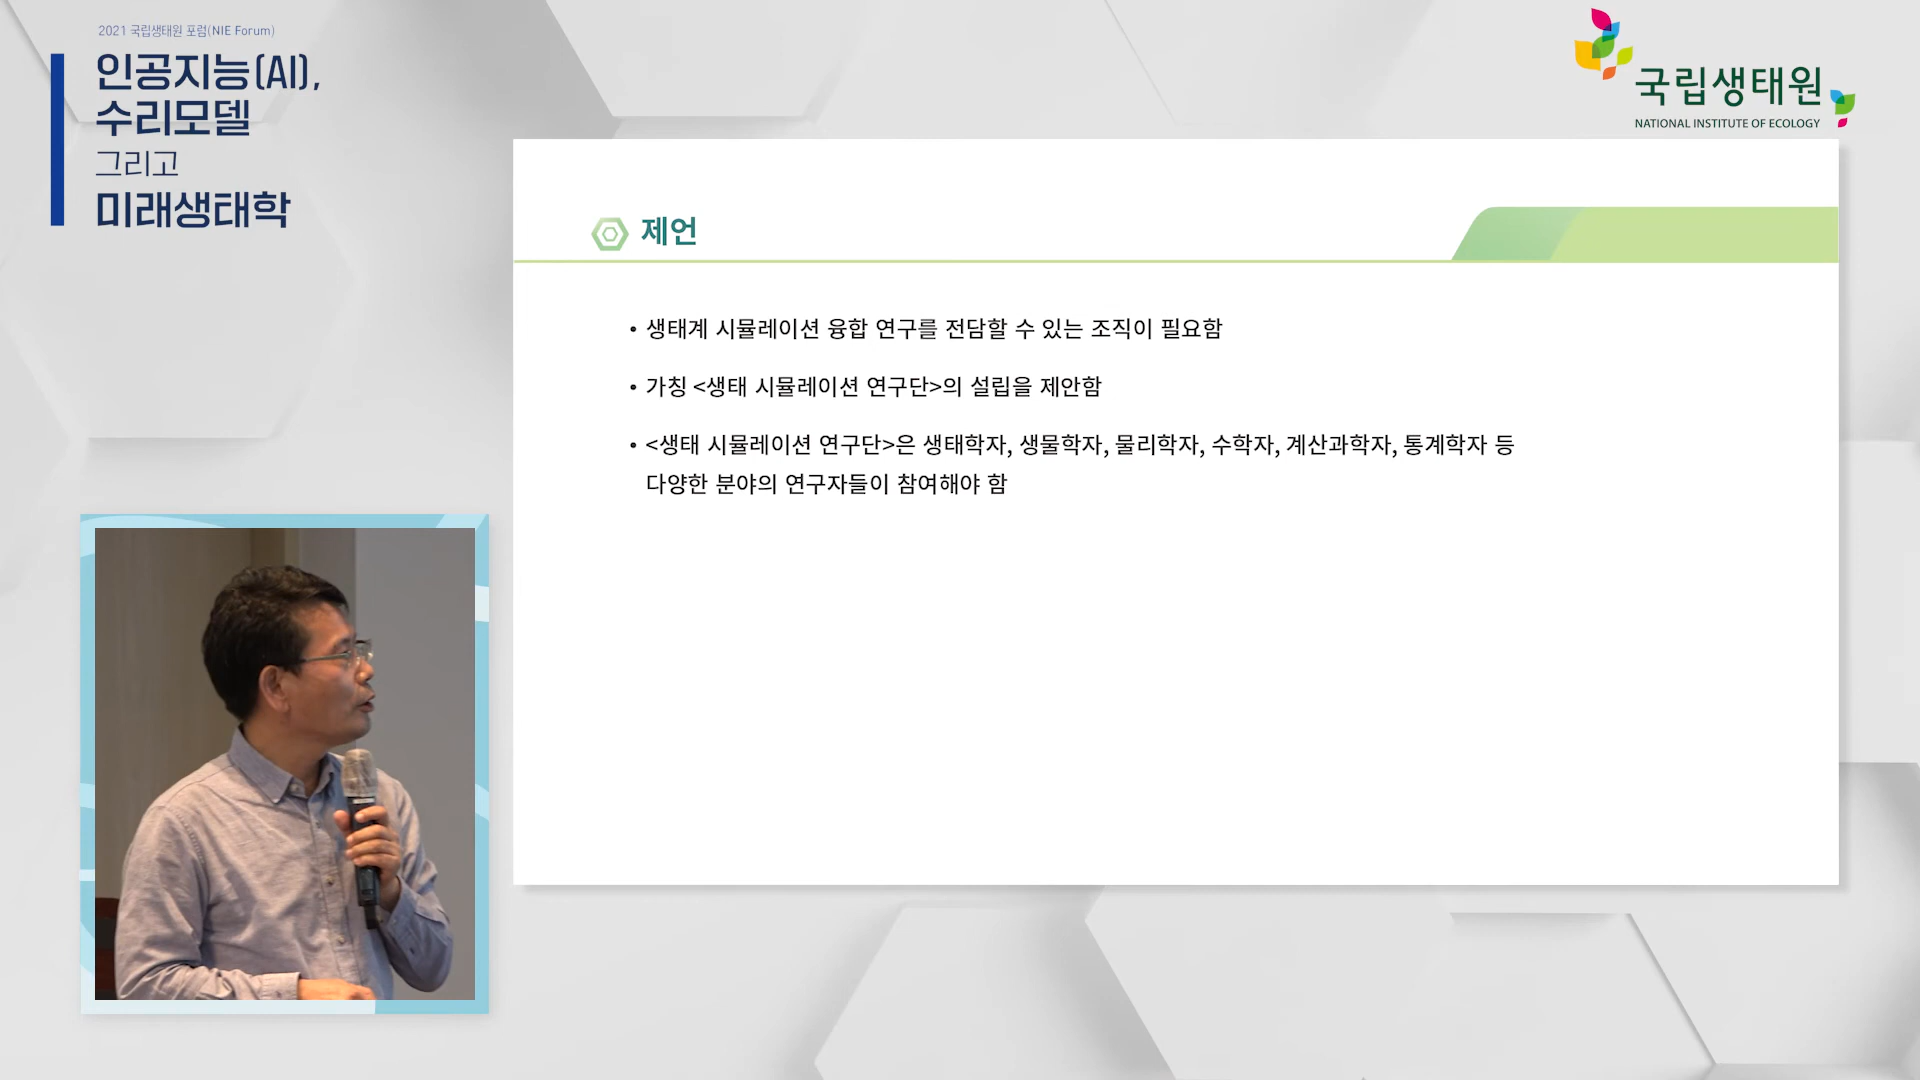 2021 국립생태원 포럼(NIE Forum)
인공지능(AI),
수리모델
그리고
미래생태학
국립생태원
NATIONAL INSTITUTE OF ECOLOGY
제언
• 생태계 시뮬레이션 융합 연구를 전담할 수 있는 조직이 필요함
• 가칭 <생태 시뮬레이션 연구단>의 설립을 제안함
• <생태 시뮬레이션 연구단>은 생태학자, 생물학자, 물리학자, 수학자, 계산과학자, 통계학자 등
다양한 분야의 연구자들이 참여해야 함